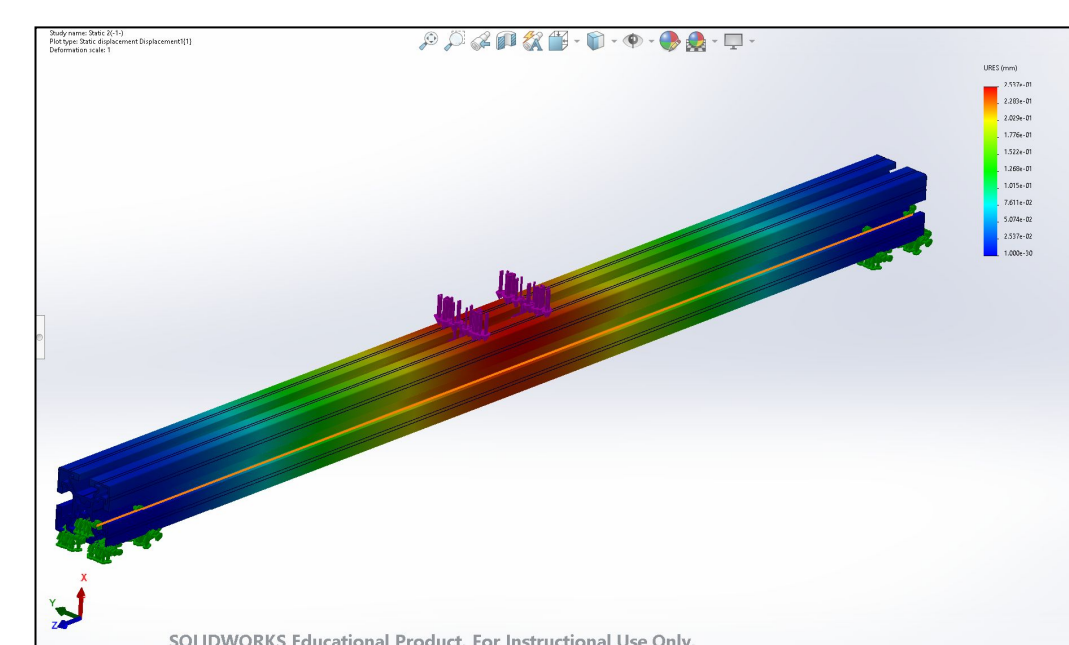 Study name: Static 2(-1-)
Plot type: Static displacement Displacement1[1]
Deformation scale: 1
URES (mm)
2.537e-01
2.283e-01
2.029e-01
1.776e-01
1.522e-01
1.268e-01
1.015e-01
7.611e-02
5.074e-02
2.537e-02
1.000e-30
X
Y
Z
SOLIDWORKS Educational Product. For Instructional Use Only